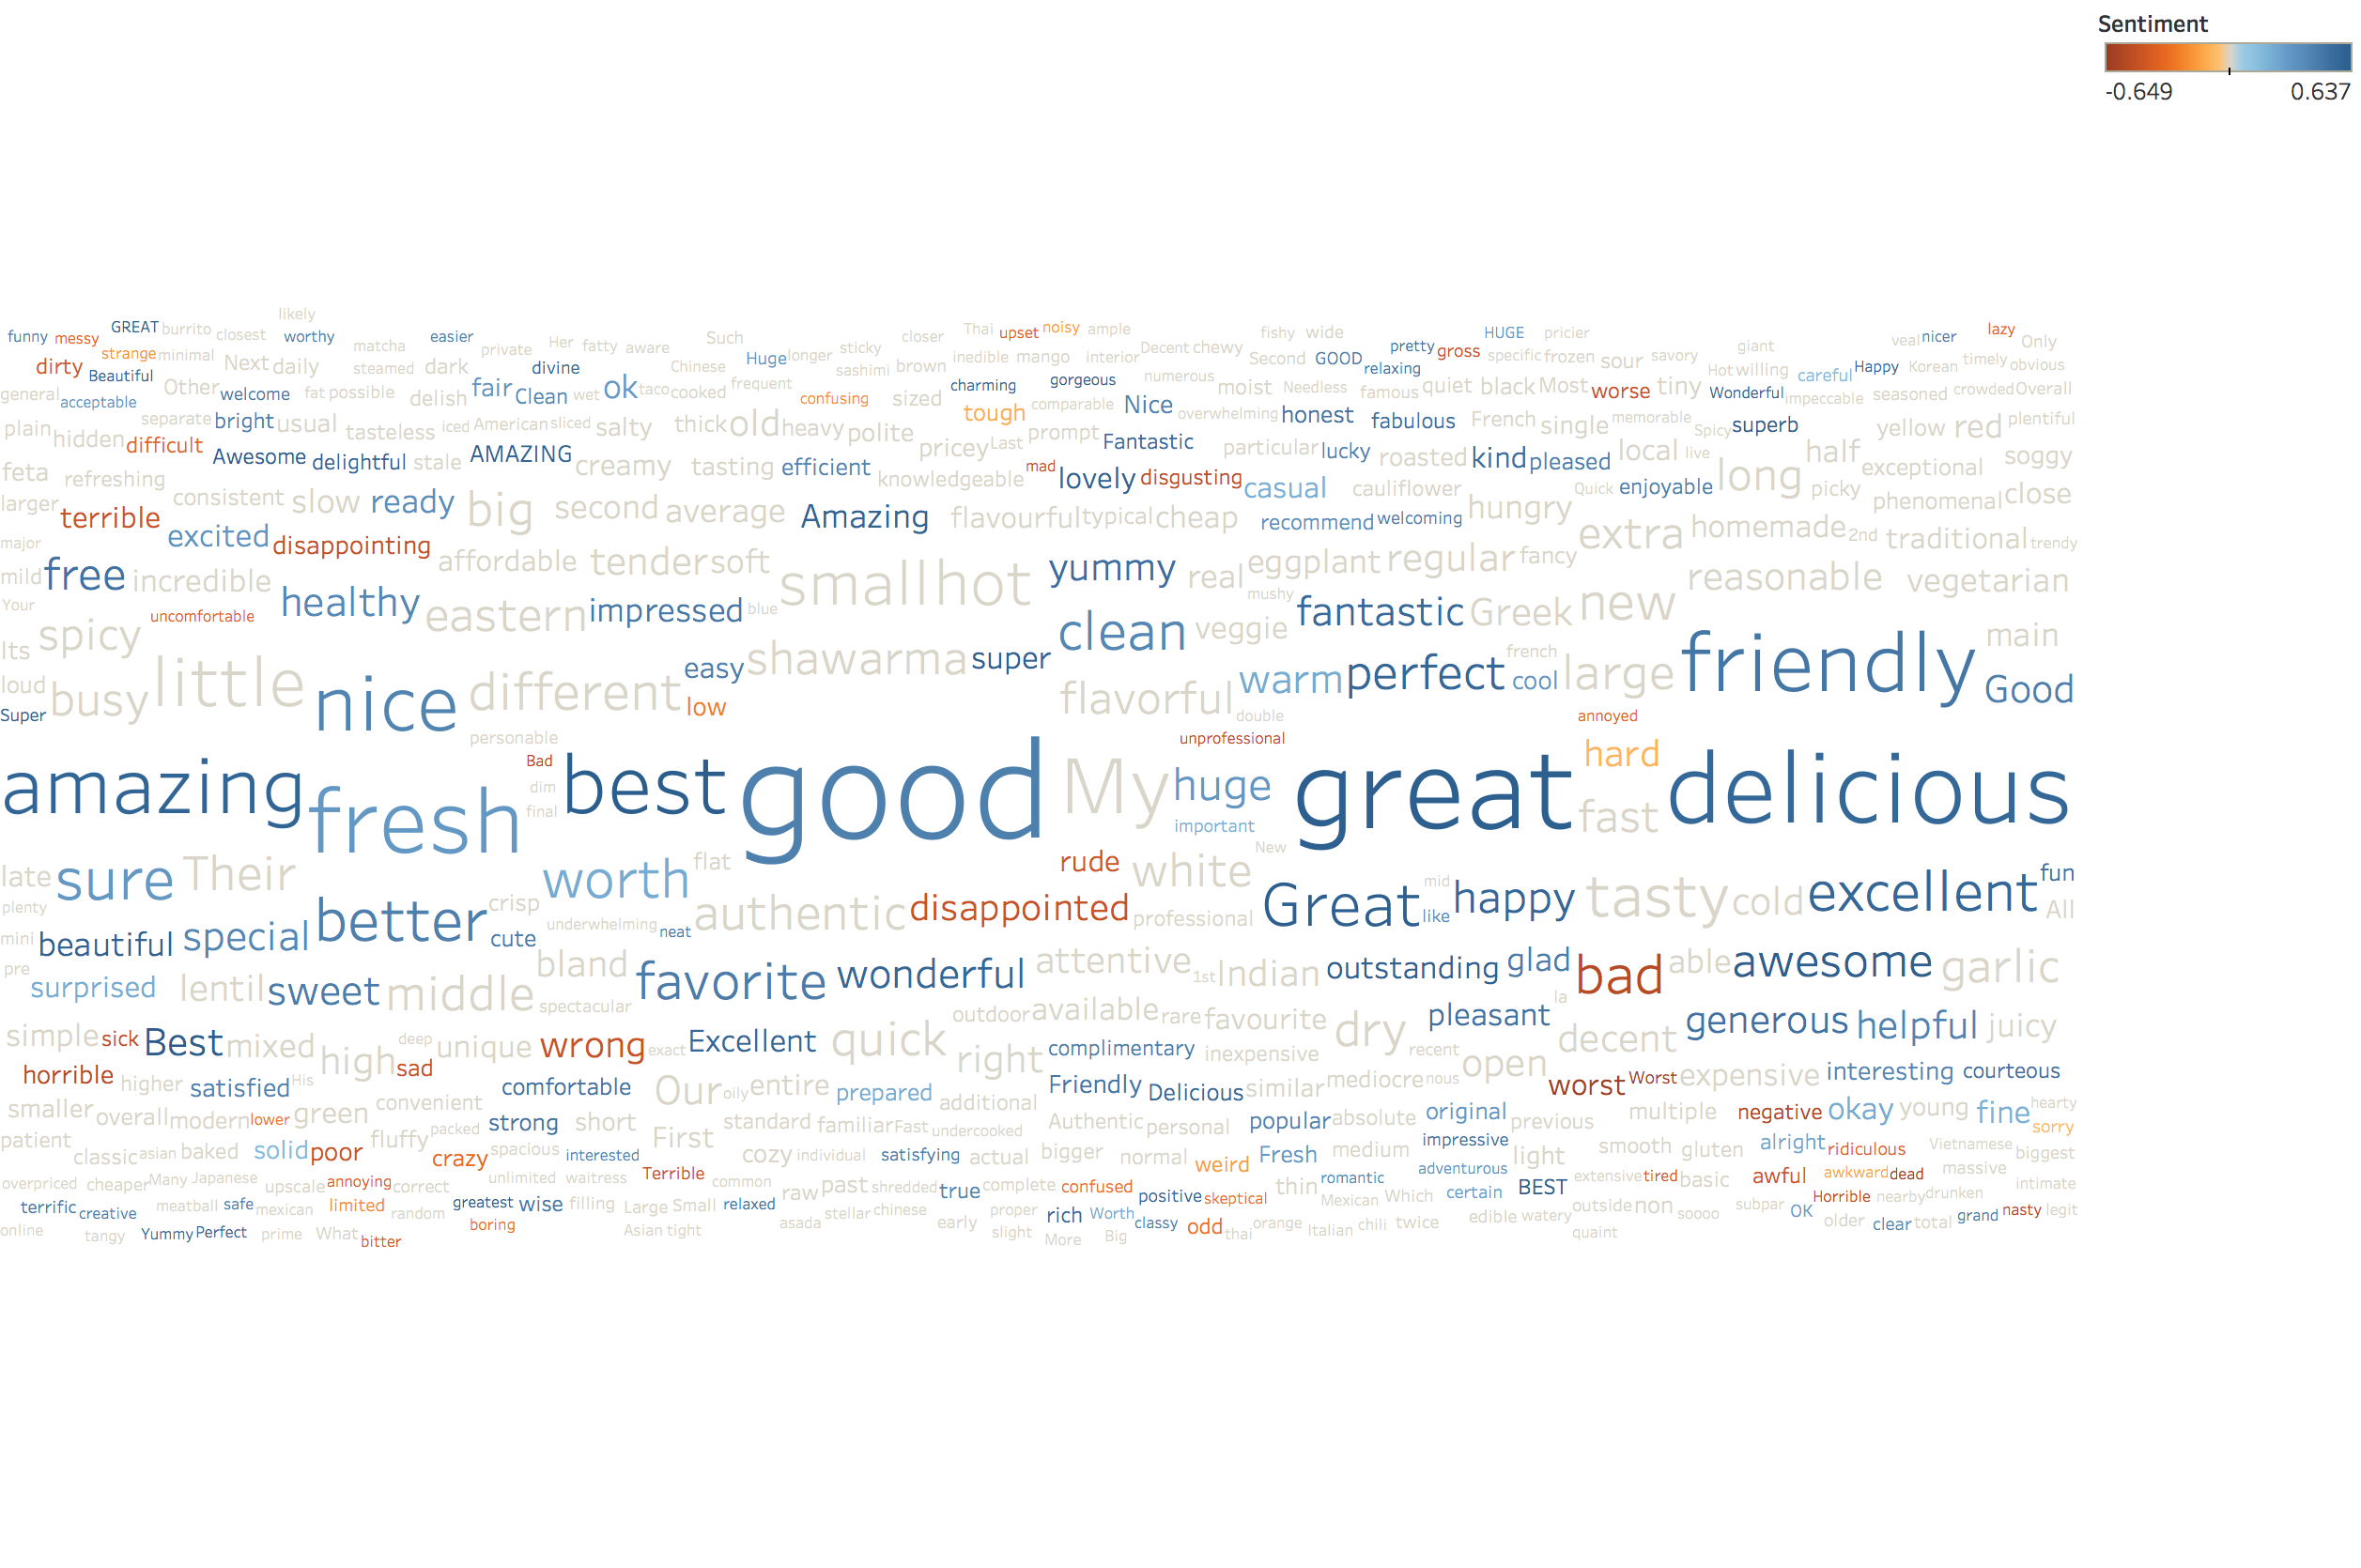 Sentiment
-0.649 0.637
likely
funny messy GREAT burrito closest worthy easier Her Such closer Thai upset noisy ample fishy wide HUGE pricier lazy
strange minimal matcha private fatty aware sticky Decent chewy pretty gross veal nicer Only
dirty Beautiful Next daily steamed dark divine Chinese Huge longer sashimi brown inedible mango interior Second GOOD relaxing specific frozen sour savory giant Hot willing careful Happy Korean timely obvious
general acceptable Other welcome fat possible delish fair Clean wet ok taco cooked frequent confusing sized charming gorgeous numerous moist Needless famous quiet black Most worse tiny Wonderful impeccable seasoned crowded Overall
plain hidden separate bright usual tasteless iced American sliced salty thick old heavy polite tough comparable Nice overwhelming honest fabulous French single memorable Spicy superb yellow red plentiful
difficult Awesome delightful stale AMAZING creamy tasting efficient pricey Last prompt Fantastic particular lucky roasted kind pleased local live half exceptional soggy
feta refreshing consistent slow ready big second average knowledgeable mad lovely disgusting casual cauliflower Quick enjoyable long picky phenomenal close
larger terrible excited disappointing Amazing flavourful typical cheap recommend welcoming hungry extra homemade 2nd traditional trendy
major mild free incredible affordable tender soft small hot yummy real eggplant regular fancy reasonable vegetarian
Your uncomfortable healthy eastern impressed blue mushy fantastic Greek new
Its spicy clean veggie french main
loud busy little nice different easy shawarma super flavorful warm perfect cool large friendly Good
Super low double annoyed
personable unprofessional
amazing fresh Bad dim final best good My huge important great hard fast delicious
late sure Their worth flat rude New white mid tasty cold excellent fun
plenty better crisp underwhelming authentic disappointed professional Great like happy All
mini beautiful special cute neat
pre surprised lentil sweet middle bland spectacular favorite wonderful attentive 1st Indian outstanding glad bad able awesome garlic
simple sick Best mixed high deep unique wrong exact Excellent quick outdoor available rare favourite dry recent pleasant la decent generous helpful juicy
horrible higher satisfied His sad comfortable Our oily entire prepared right complimentary inexpensive mediocre nous open worst Worst expensive interesting courteous
smaller overall modern lower green convenient strong short standard familiar Fast additional Friendly Delicious similar absolute original previous multiple negative okay young fine hearty
patient classic asian baked solid poor fluffy packed First undercooked Authentic personal popular impressive smooth gluten alright ridiculous Vietnamese sorry
crazy spacious interested cozy individual satisfying actual bigger normal weird Fresh medium light biggest
overpriced cheaper Many Japanese upscale annoying correct unlimited waitress Terrible common raw past shredded true complete confused positive skeptical thin romantic adventurous certain BEST extensive tired basic awful awkward dead massive intimate
terrific creative meatball safe mexican limited random greatest wise filling Large Small relaxed stellar chinese proper rich Worth Mexican Which edible watery outside non soooo subpar OK Horrible nearby drunken nasty legit
online tangy Yummy Perfect prime What bitter boring Asian tight asada early slight More Big classy odd thai orange Italian chili twice quaint older clear total grand